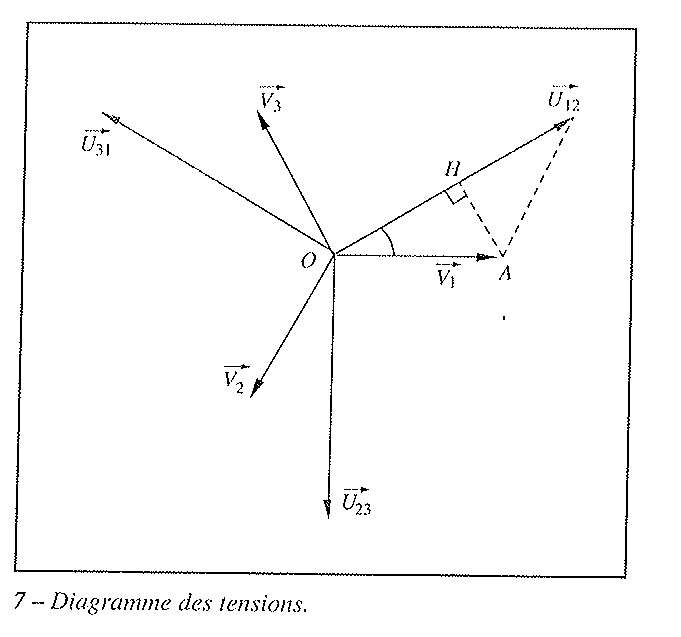 V₃
U₁₂
U₃₁
H
O
V₁
A
V₂
U₂₃
7 – Diagramme des tensions.